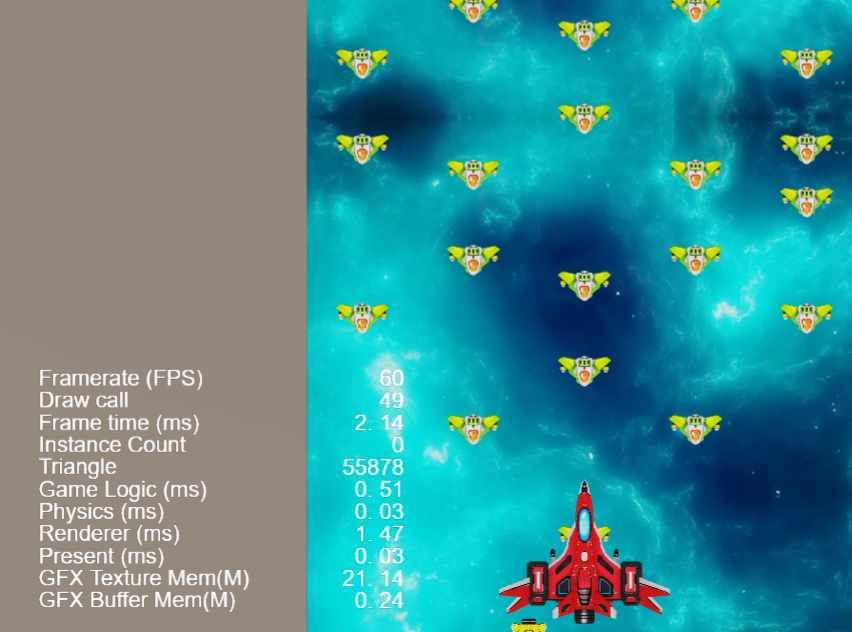 Framerate (FPS) 60
Draw call 49
Frame time (ms) 2. 14
Instance Count 0
Triangle 55878
Game Logic (ms) 0. 51
Physics (ms) 0. 03
Renderer (ms) 1. 47
Present (ms) 0. 03
GFX Texture Mem(M) 21. 14
GFX Buffer Mem(M) 0. 24